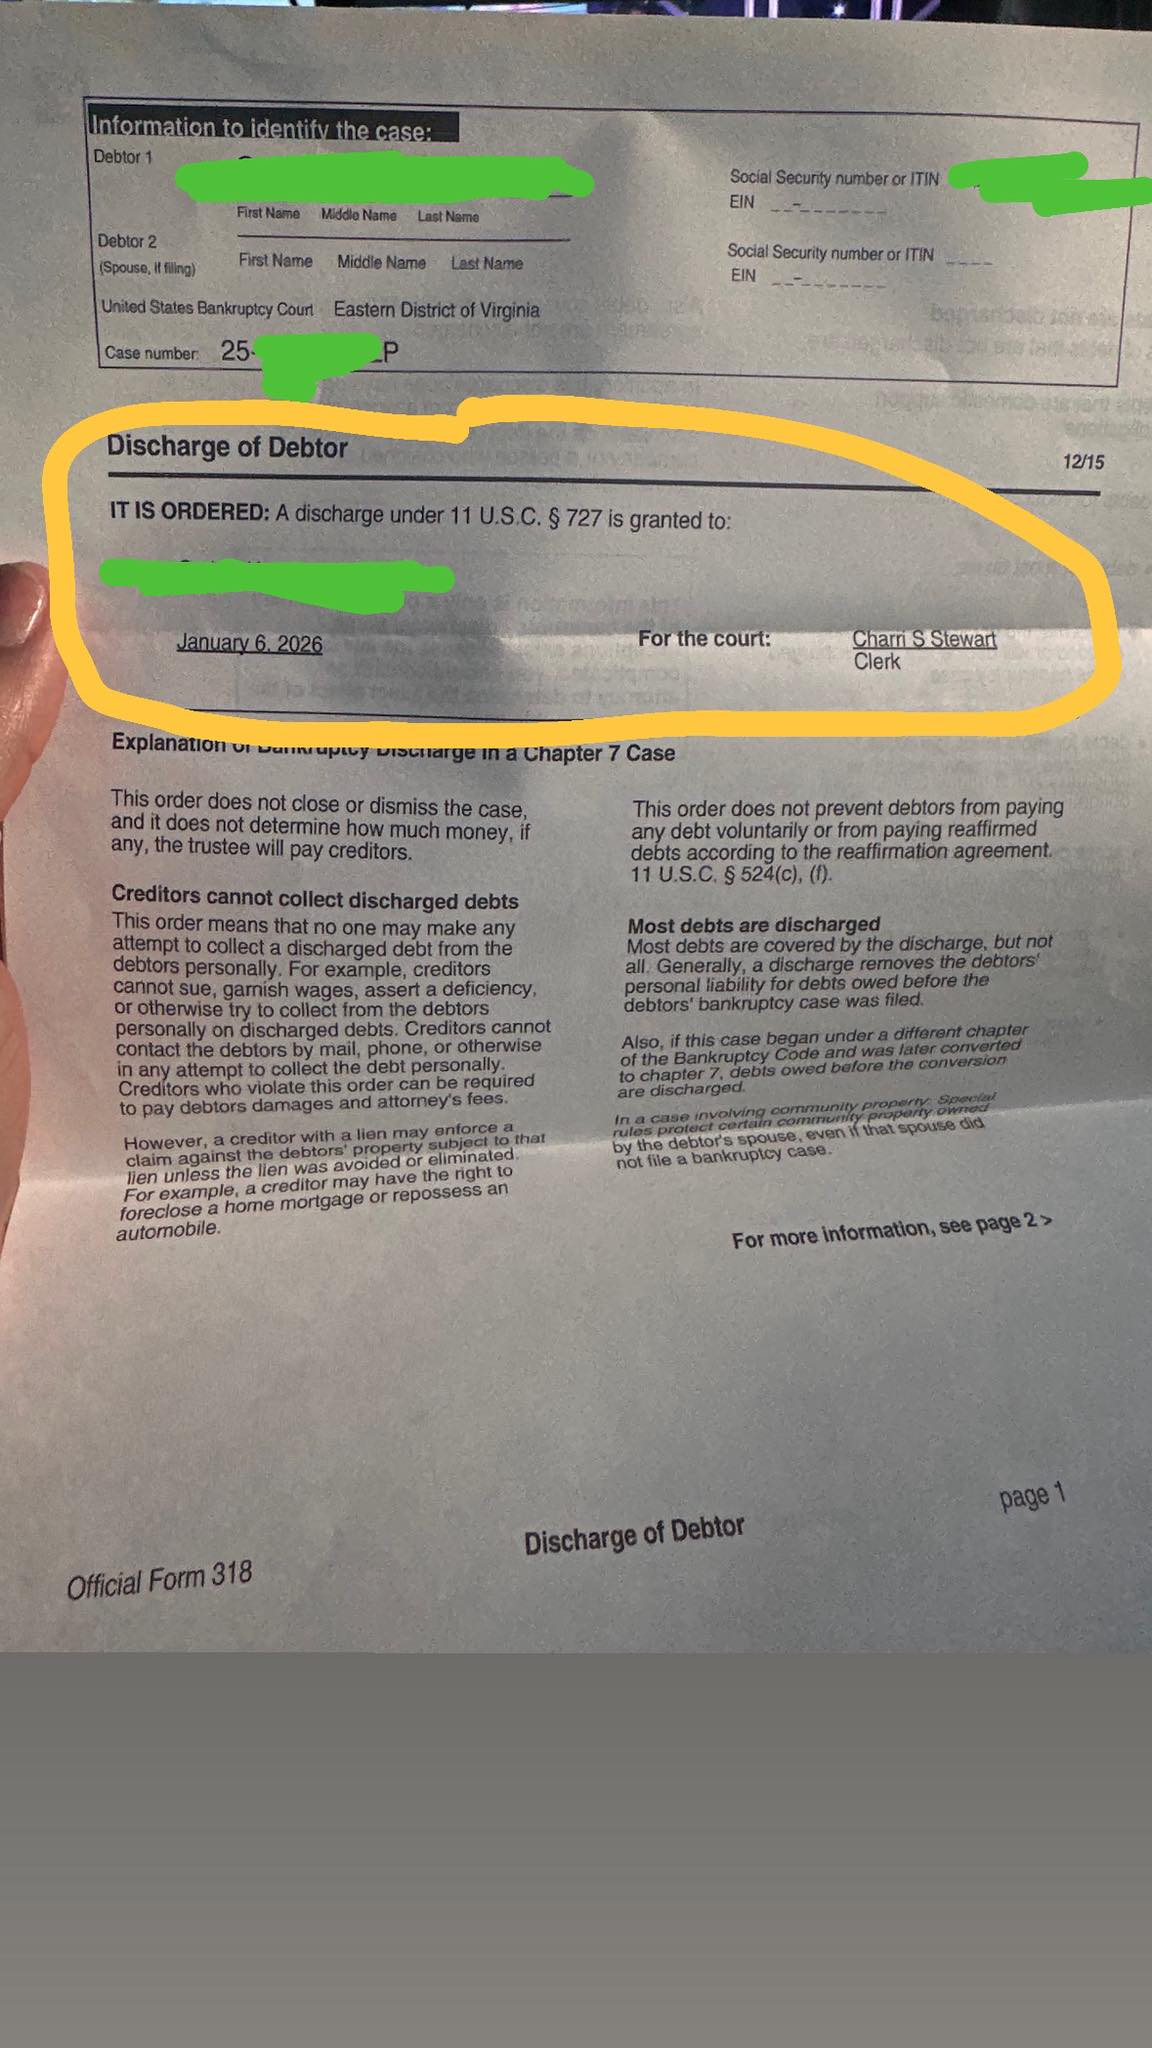 Information to identify the case:
Debtor 1
First Name Middle Name Last Name
Social Security number or ITIN
EIN _ _-_ _ _ _ _ _ _
Debtor 2
(Spouse, if filing)
First Name Middle Name Last Name
Social Security number or ITIN _ _ _ _
EIN _ _-_ _ _ _ _ _ _
United States Bankruptcy Court Eastern District of Virginia
Case number: 25- P
Discharge of Debtor
12/15
IT IS ORDERED: A discharge under 11 U.S.C. § 727 is granted to:
January 6, 2026
For the court:
Charri S Stewart
Clerk
Explanation of Bankruptcy Discharge in a Chapter 7 Case
This order does not close or dismiss the case,
and it does not determine how much money, if
any, the trustee will pay creditors.
Creditors cannot collect discharged debts
This order means that no one may make any
attempt to collect a discharged debt from the
debtors personally. For example, creditors
cannot sue, garnish wages, assert a deficiency,
or otherwise try to collect from the debtors
personally on discharged debts. Creditors cannot
contact the debtors by mail, phone, or otherwise
in any attempt to collect the debt personally.
Creditors who violate this order can be required
to pay debtors damages and attorney's fees.
However, a creditor with a lien may enforce a
claim against the debtors' property subject to that
lien unless the lien was avoided or eliminated.
For example, a creditor may have the right to
foreclose a home mortgage or repossess an
automobile.
This order does not prevent debtors from paying
any debt voluntarily or from paying reaffirmed
debts according to the reaffirmation agreement.
11 U.S.C. § 524(c), (f).
Most debts are discharged
Most debts are covered by the discharge, but not
all. Generally, a discharge removes the debtors'
personal liability for debts owed before the
debtors' bankruptcy case was filed.
Also, if this case began under a different chapter
of the Bankruptcy Code and was later converted
to chapter 7, debts owed before the conversion
are discharged.
In a case involving community property: Special
rules protect certain community property owned
by the debtor's spouse, even if that spouse did
not file a bankruptcy case.
For more information, see page 2 >
Official Form 318
Discharge of Debtor
page 1